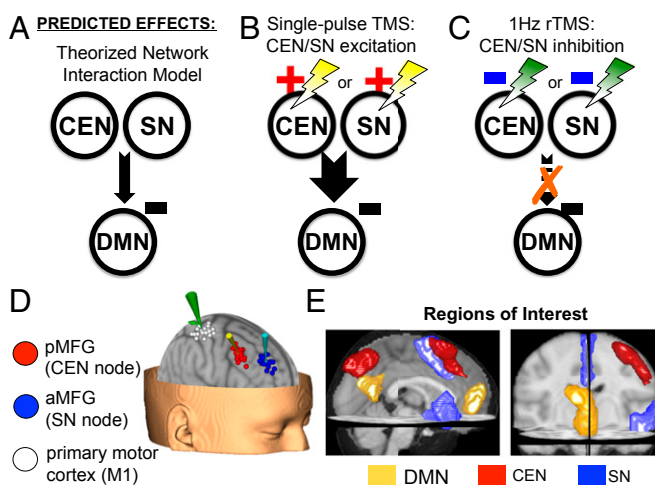 A
PREDICTED EFFECTS:
Theorized Network
Interaction Model
CEN
SN
DMN
B
Single-pulse TMS:
CEN/SN excitation
+ or +
CEN
SN
DMN
C
1Hz rTMS:
CEN/SN inhibition
or
CEN
SN
X
DMN
D
pMFG
(CEN node)
aMFG
(SN node)
primary motor
cortex (M1)
E
Regions of Interest
DMN
CEN
SN